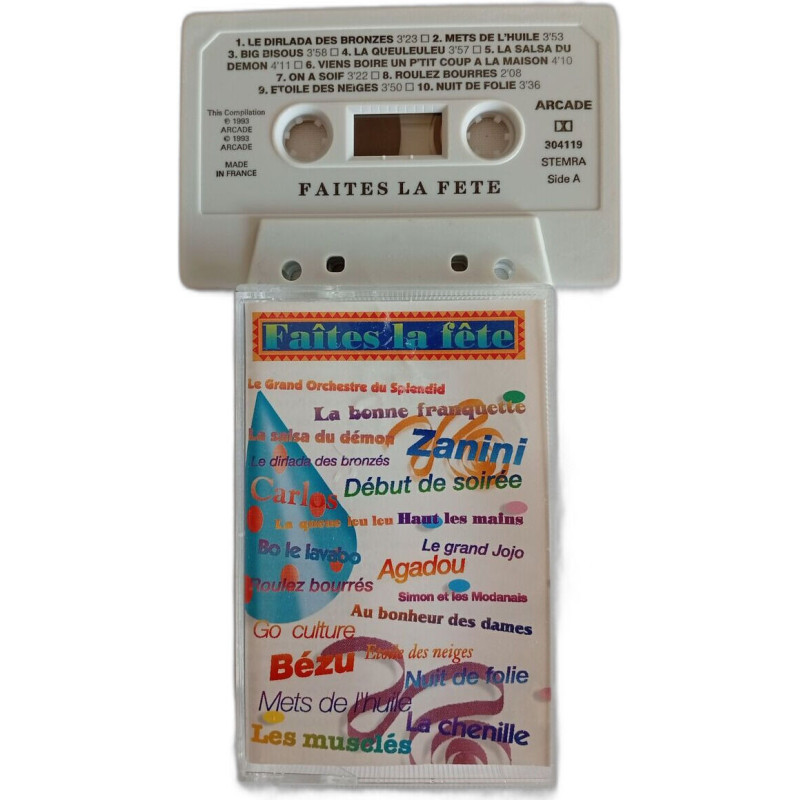 1. LE DIRLADA DES BRONZES 3'23 □ 2. METS DE L'HUILE 3'53
3. BIG BISOUS 3'58 □ 4. LA QUEULEULEU 3'57 □ 5. LA SALSA DU
DEMON 4'11 □ 6. VIENS BOIRE UN P'TIT COUP A LA MAISON 4'10
7. ON A SOIF □ 8. ROULEZ BOURRES 2'08
9. ETOILE DES NEIGES 3'50 □ 10. NUIT DE FOLIE 3'36
This Compilation
℗ 1993
ARCADE
© 1993
ARCADE
MADE
IN FRANCE
ARCADE
304119
STEMRA
Side A
FAITES LA FETE
Faîtes la fête
Le Grand Orchestre du Splendid
La bonne franquette
La salsa du démon
Zanini
Le dirlada des bronzés
Carlos
Début de soirée
La queue leu leu
Haut les mains
Bo le lavabo
Le grand Jojo
Agadou
Roulez bourrés
Simon et les Modanais
Au bonheur des dames
Go culture
Bézu
Etoile des neiges
Nuit de folie
Mets de l'huile
La chenille
Les musclés